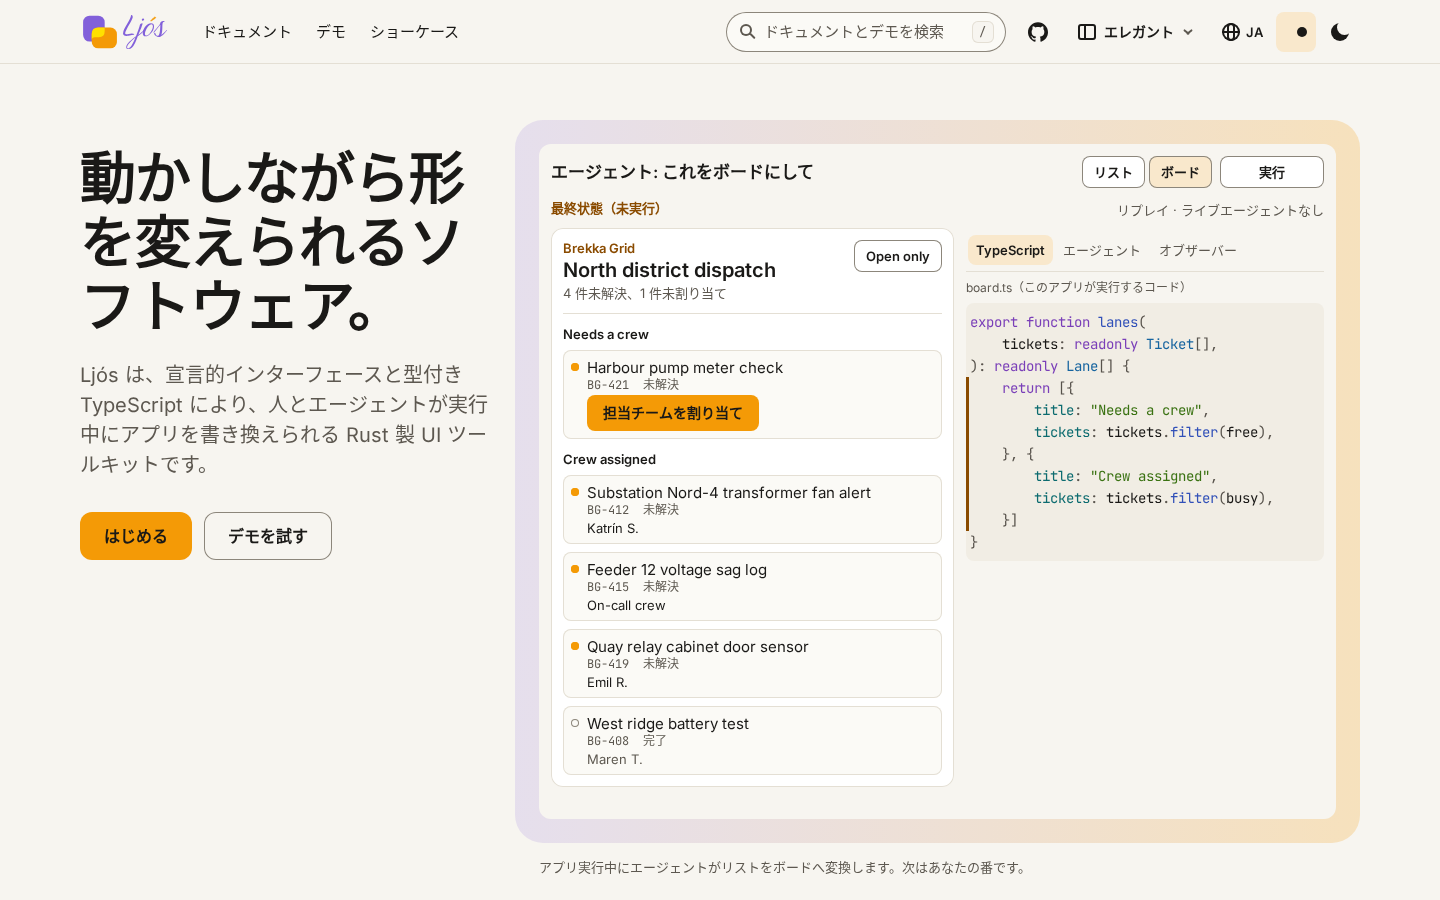 Ljós
ドキュメント
デモ
ショーケース
ドキュメントとデモを検索
/
エレガント
JA
動かしながら形
を変えられるソ
フトウェア。
Ljós は、宣言的インターフェースと型付き
TypeScript により、人とエージェントが実行
中にアプリを書き換えられる Rust 製 UI ツー
ルキットです。
はじめる
デモを試す
エージェント: これをボードにして
リスト
ボード
実行
最終状態（未実行）
リプレイ · ライブエージェントなし
Brekka Grid
North district dispatch
4 件未解決、1 件未割り当て
Open only
Needs a crew
Harbour pump meter check
BG-421 未解決
担当チームを割り当て
Crew assigned
Substation Nord-4 transformer fan alert
BG-412 未解決
Katrín S.
Feeder 12 voltage sag log
BG-415 未解決
On-call crew
Quay relay cabinet door sensor
BG-419 未解決
Emil R.
West ridge battery test
BG-408 完了
Maren T.
TypeScript
エージェント
オブザーバー
board.ts（このアプリが実行するコード）
export function lanes(
    tickets: readonly Ticket[],
): readonly Lane[] {
    return [{
        title: "Needs a crew",
        tickets: tickets.filter(free),
    }, {
        title: "Crew assigned",
        tickets: tickets.filter(busy),
    }]
}
アプリ実行中にエージェントがリストをボードへ変換します。次はあなたの番です。